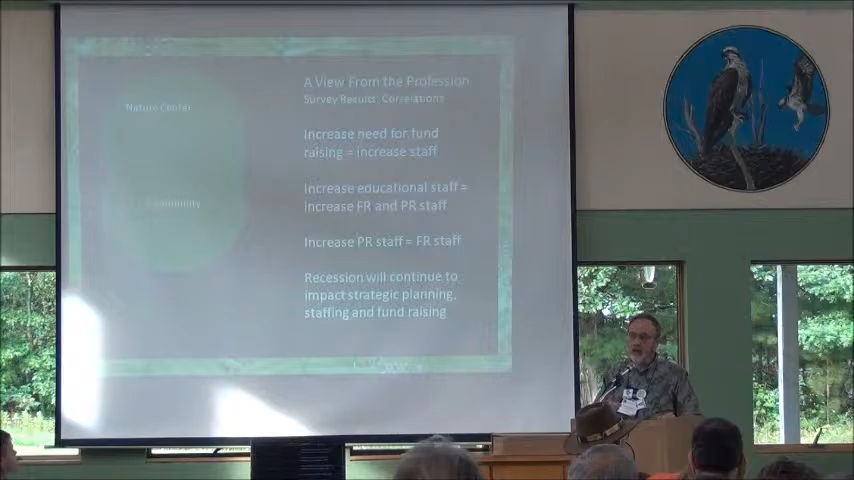 A View From the Profession
Survey Results: Correlations
Nature Center
Increase need for fund
raising = increase staff
Increase educational staff =
increase FR and PR staff
Community
Increase PR staff = FR staff
Recession will continue to
impact strategic planning,
staffing and fund raising